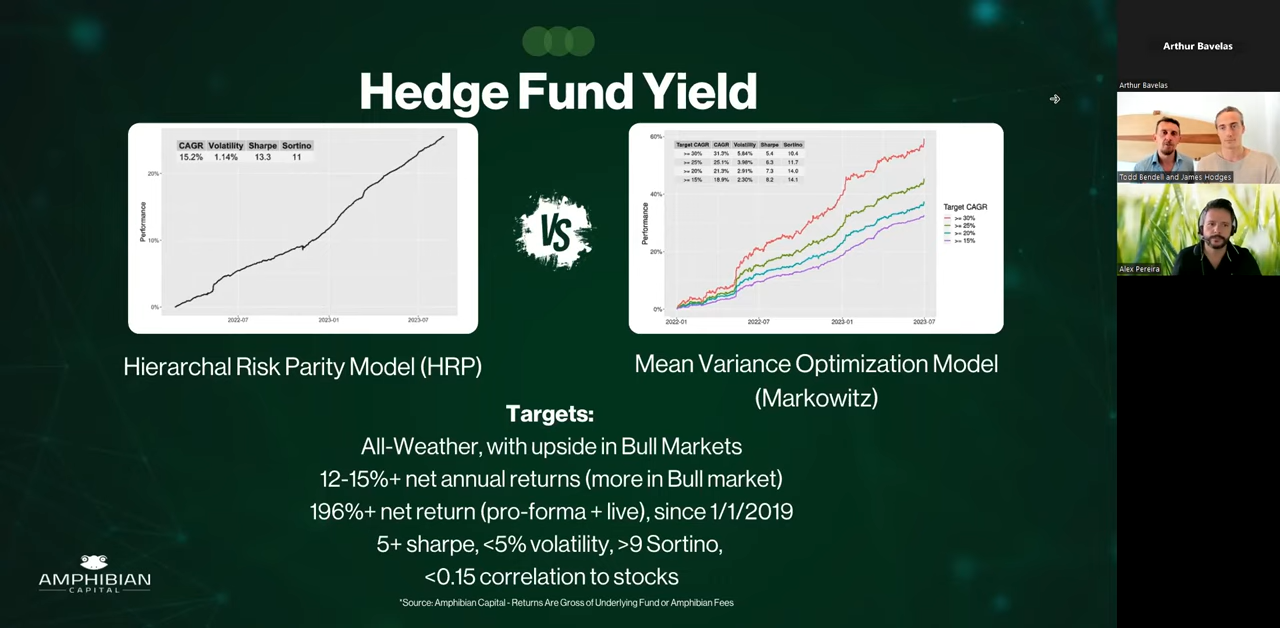 Hedge Fund Yield
CAGR Volatility Sharpe Sortino
15.2% 1.14% 13.3 11
20%
10%
0%
Performance
2022-07 2023-01 2023-07
Hierarchal Risk Parity Model (HRP)
VS
Target CAGR CAGR Volatility Sharpe Sortino
>= 30% 31.3% 5.84% 5.4 10.4
>= 25% 25.1% 3.98% 6.3 11.7
>= 20% 21.3% 2.91% 7.3 14.0
>= 15% 18.9% 2.30% 8.2 14.1
60%
40%
20%
0%
Performance
2022-01 2022-07 2023-01 2023-07
Target CAGR
>= 30%
>= 25%
>= 20%
>= 15%
Mean Variance Optimization Model
(Markowitz)
Targets:
All-Weather, with upside in Bull Markets
12-15%+ net annual returns (more in Bull market)
196%+ net return (pro-forma + live), since 1/1/2019
5+ sharpe, <5% volatility, >9 Sortino,
<0.15 correlation to stocks
*Source: Amphibian Capital - Returns Are Gross of Underlying Fund or Amphibian Fees
AMPHIBIAN
CAPITAL
Arthur Bavelas
Arthur Bavelas
Todd Bendell and James Hodges
Alex Pereira